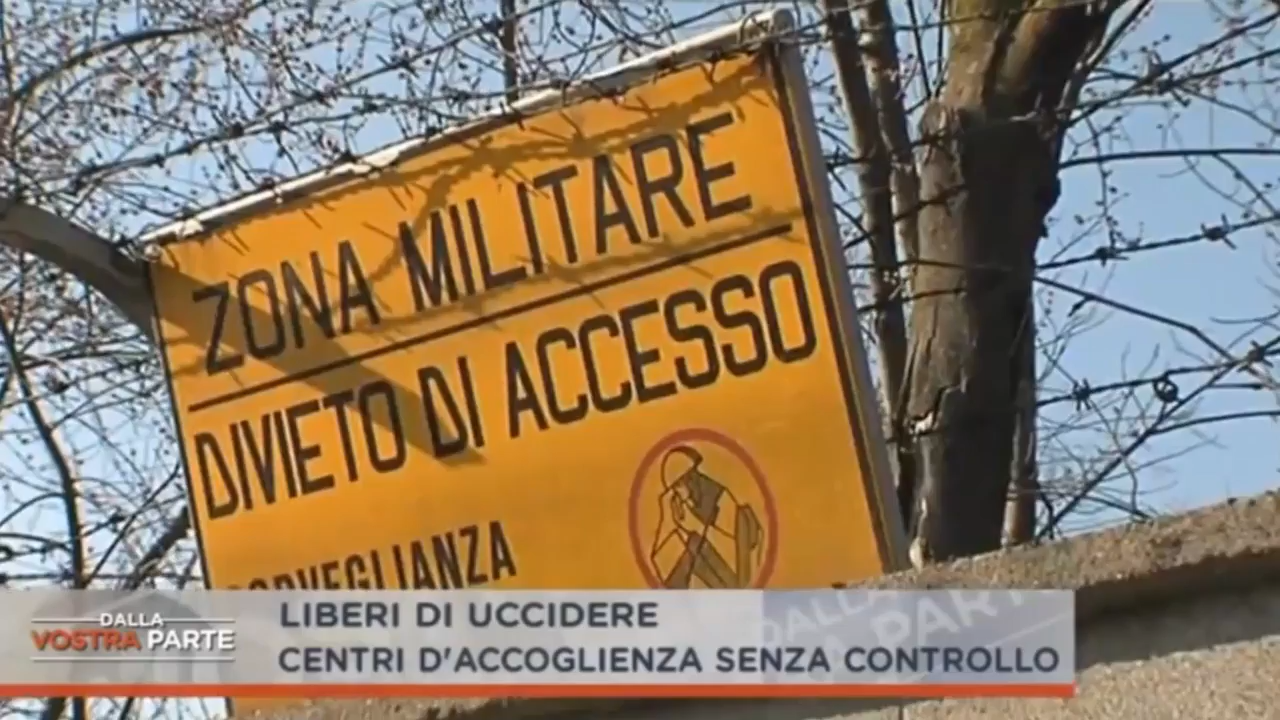 ZONA MILITARE
DIVIETO DI ACCESSO
SORVEGLIANZA
DALLA
VOSTRA PARTE
LIBERI DI UCCIDERE
CENTRI D'ACCOGLIENZA SENZA CONTROLLO